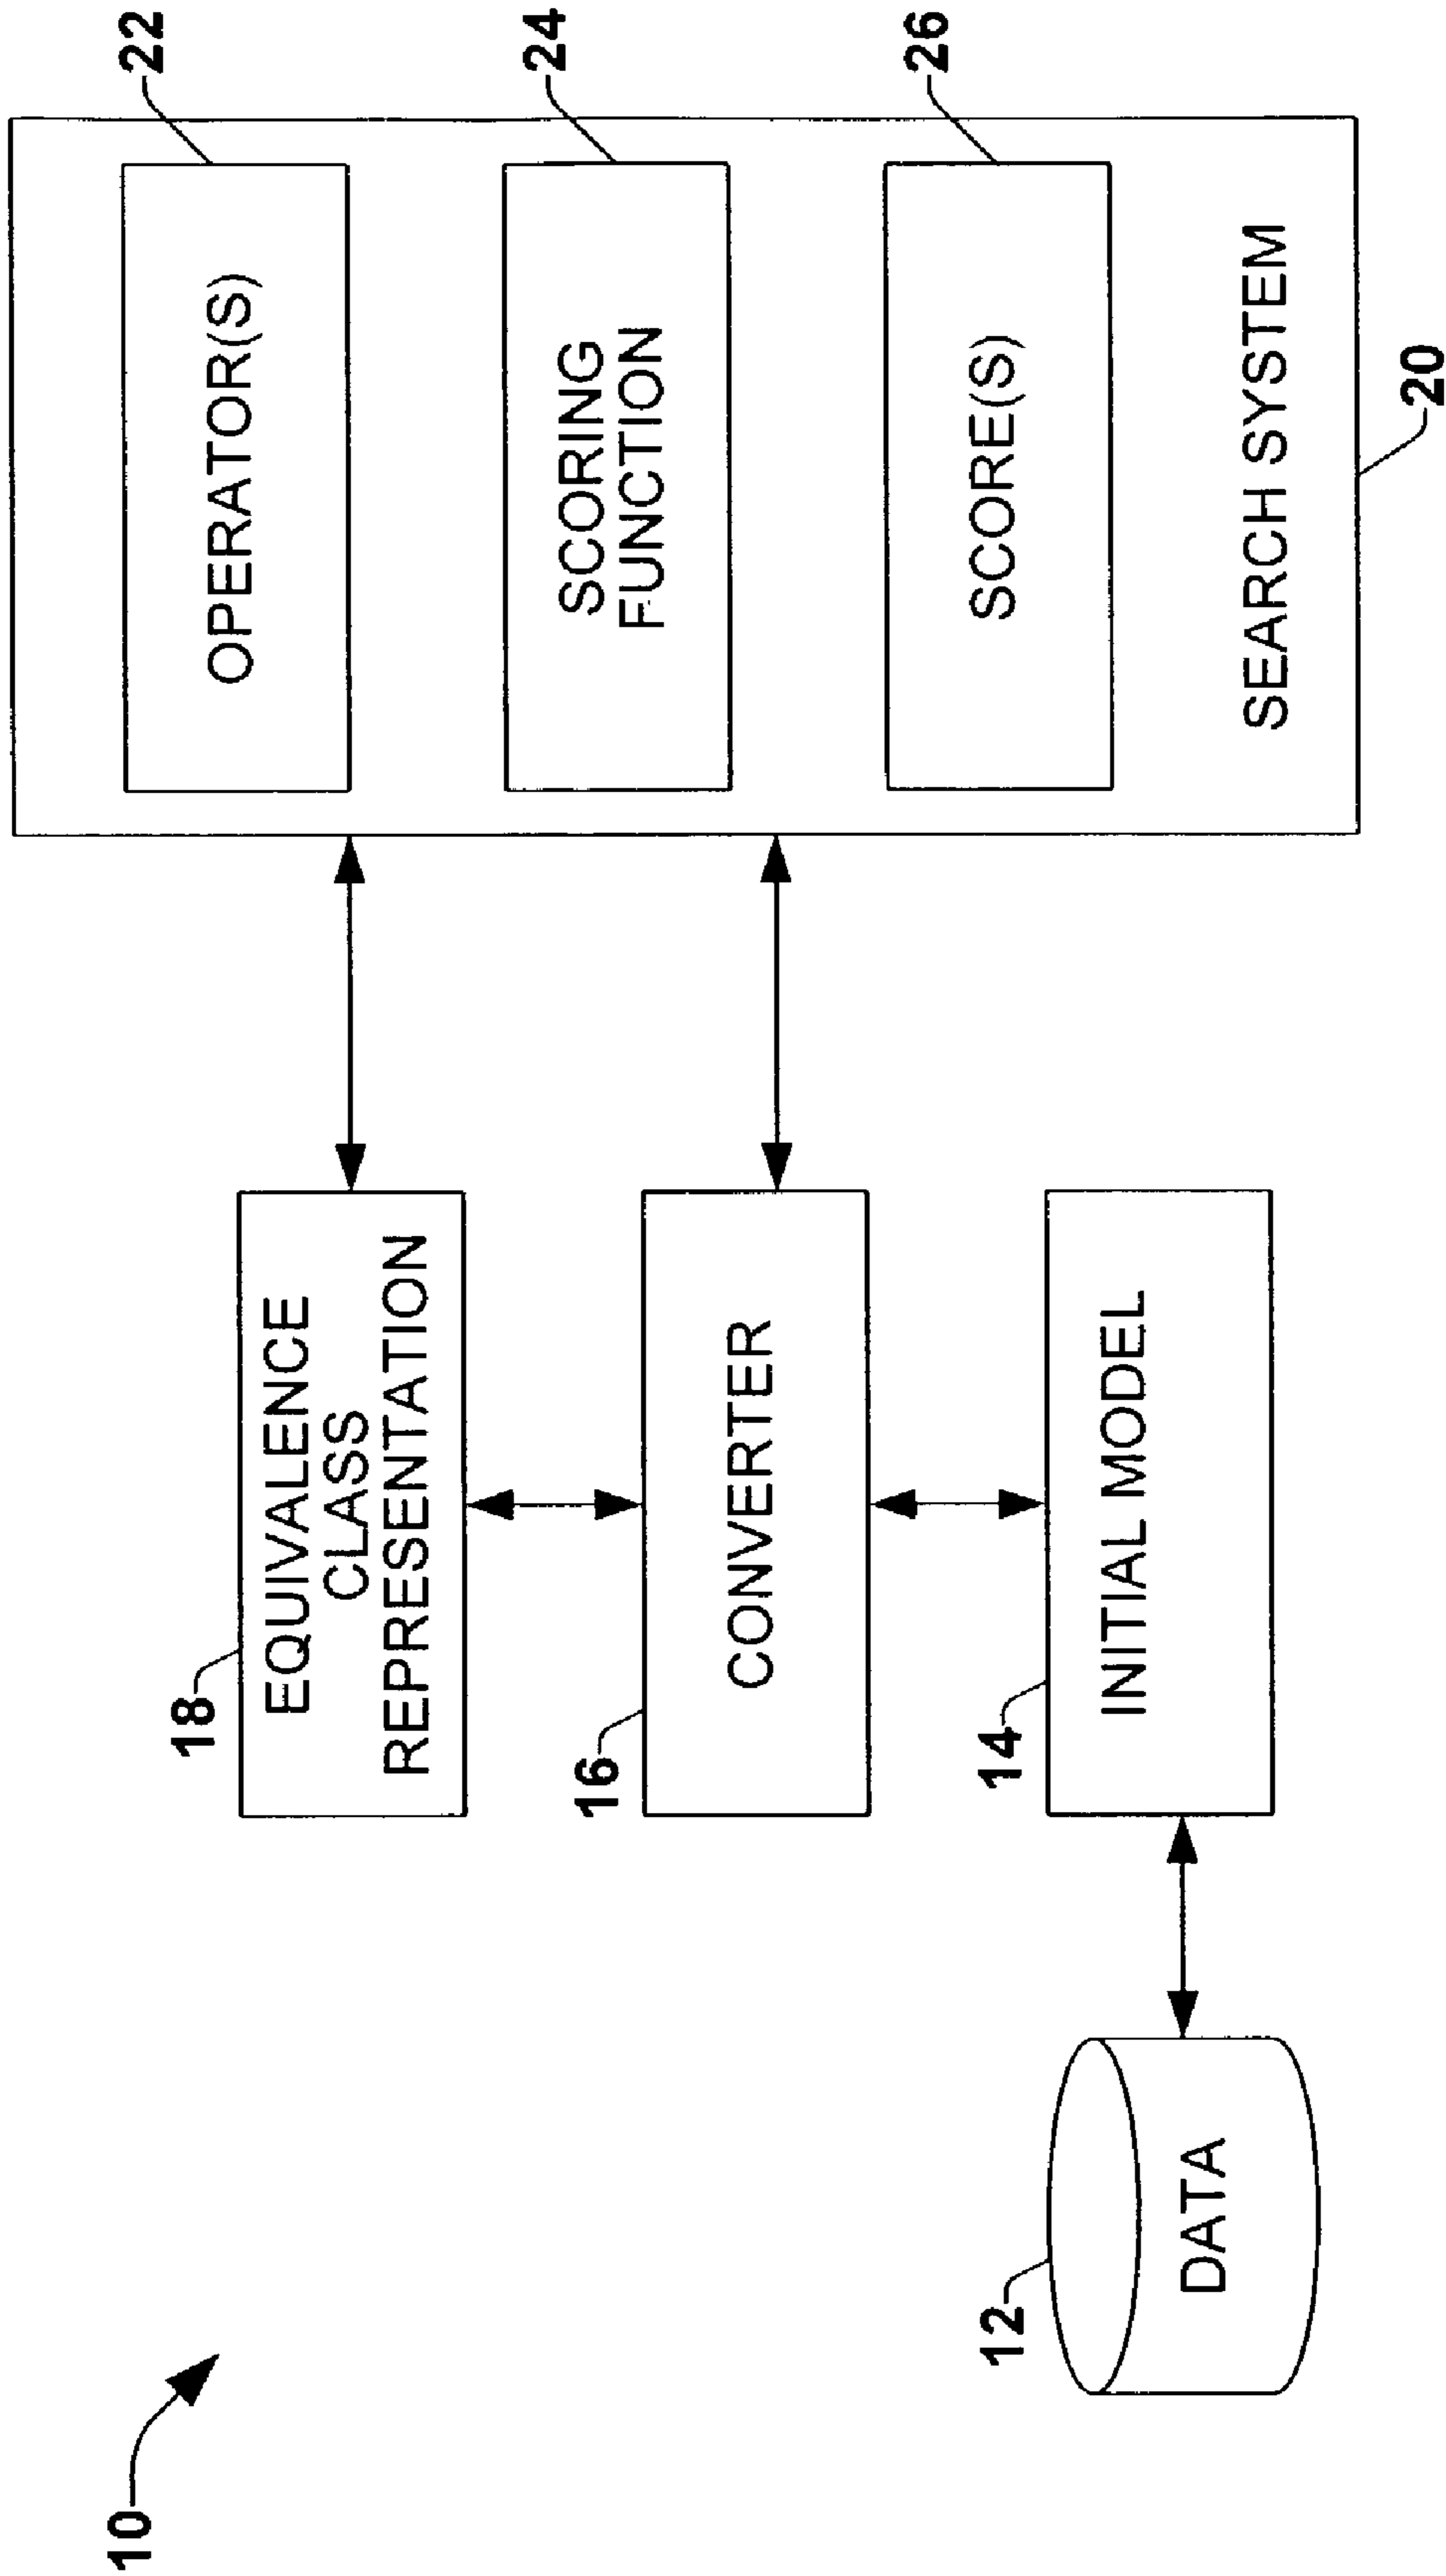 10
18
EQUIVALENCE
CLASS
REPRESENTATION
16
CONVERTER
14
INITIAL MODEL
12
DATA
22
OPERATOR(S)
24
SCORING
FUNCTION
26
SCORE(S)
SEARCH SYSTEM
20